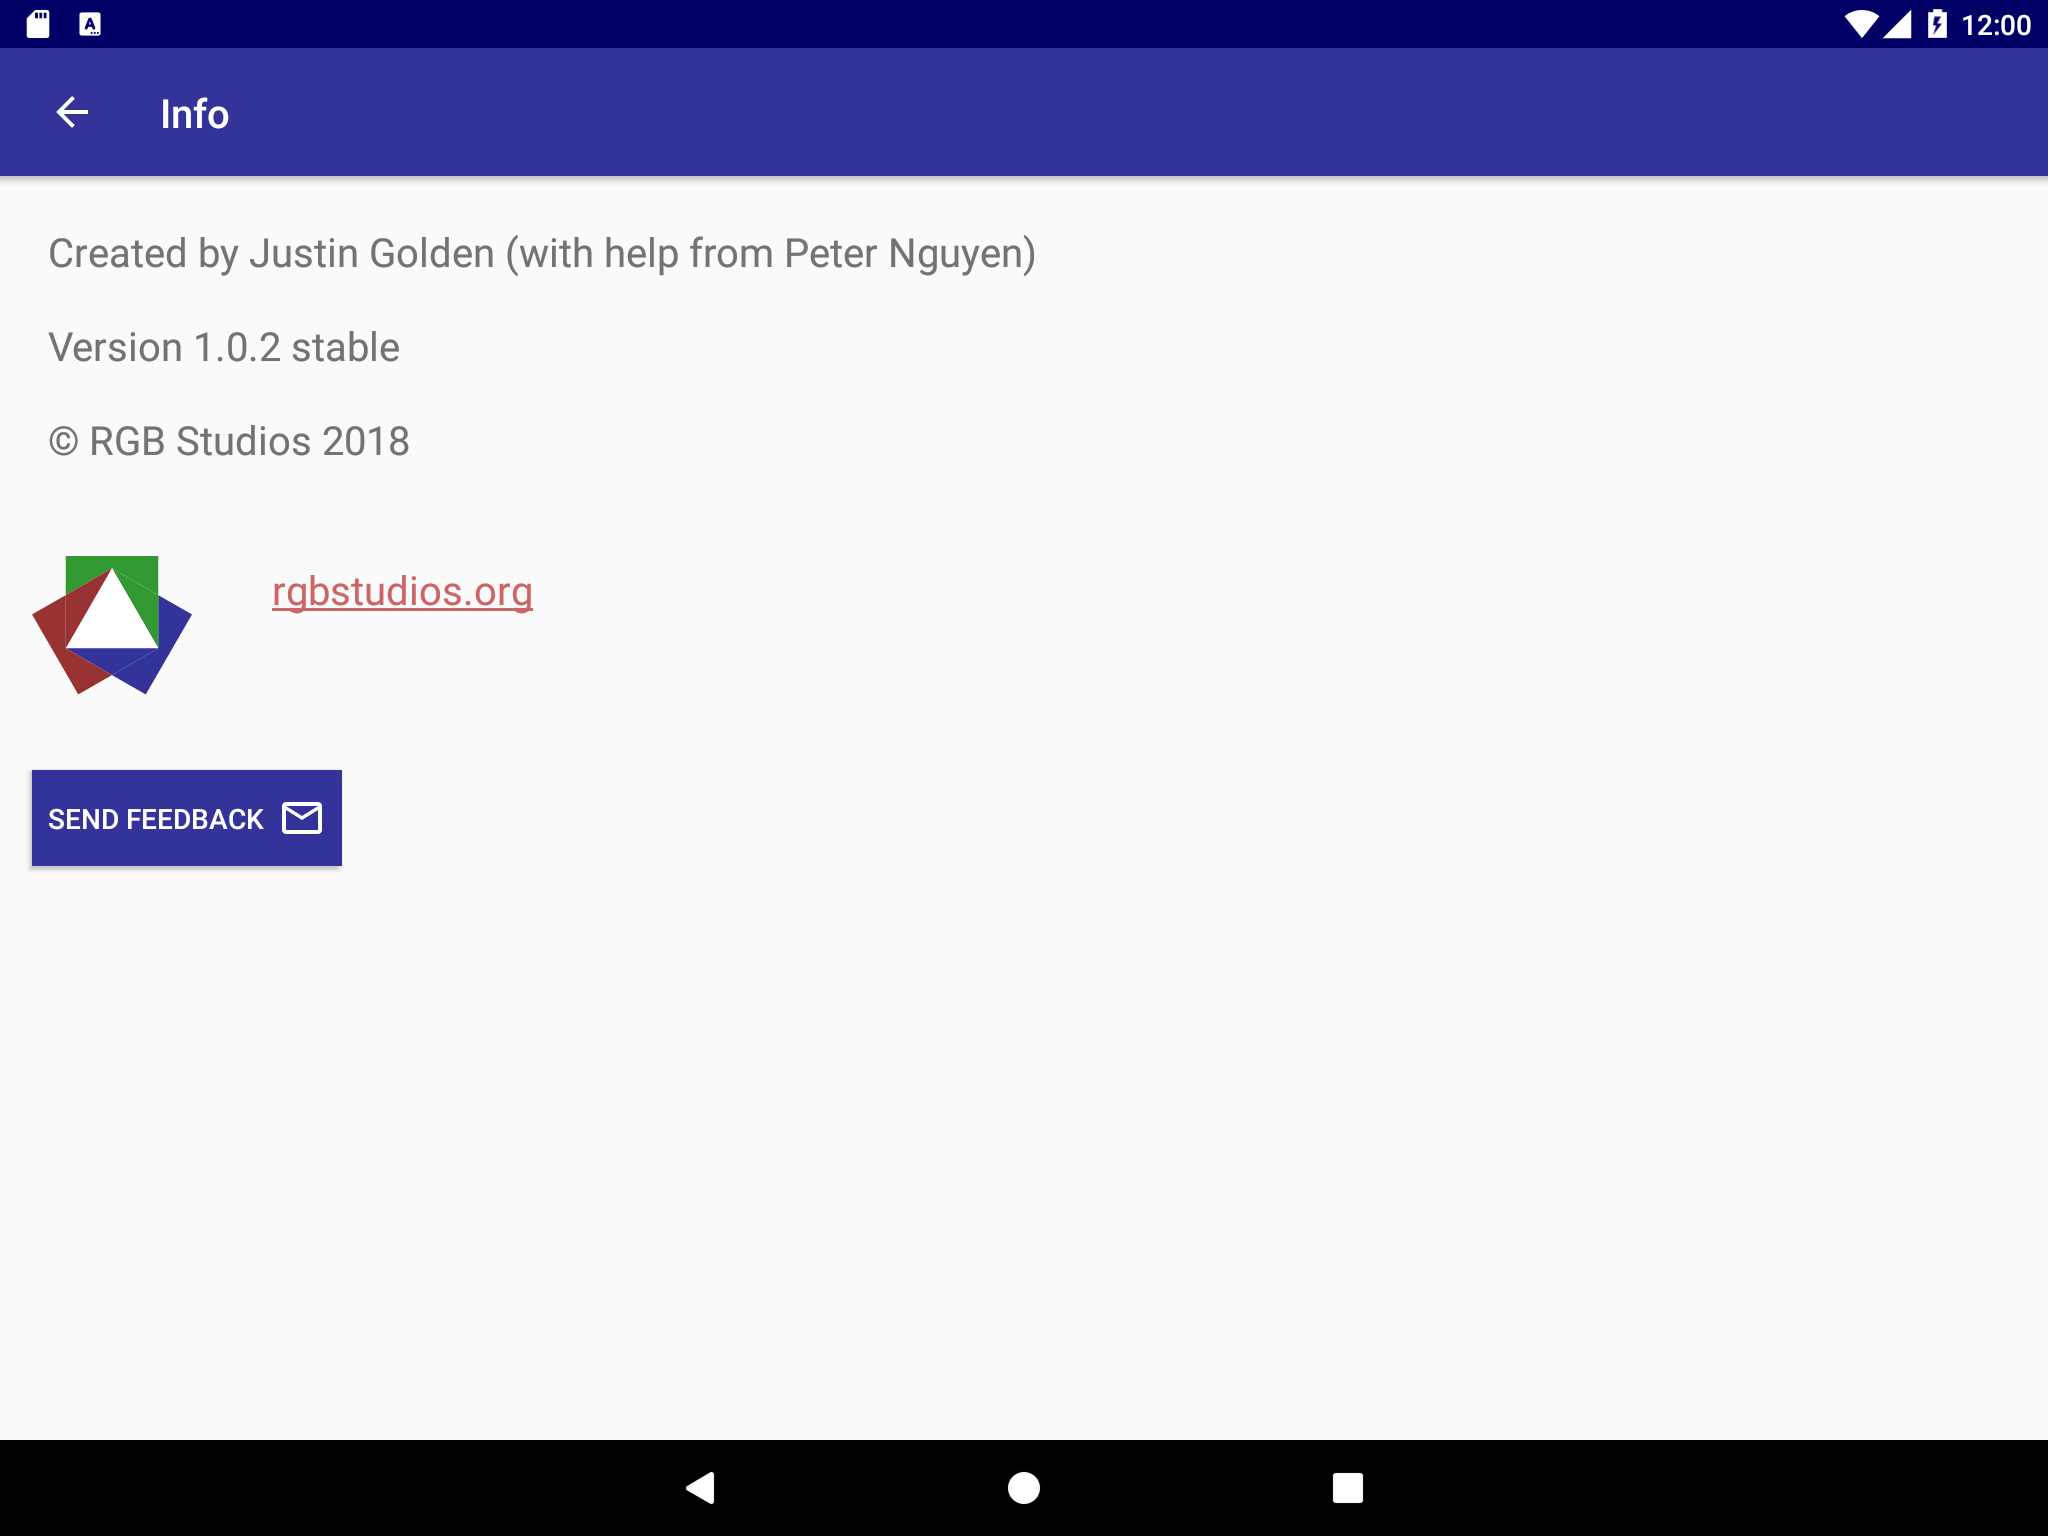 12:00
Info
Created by Justin Golden (with help from Peter Nguyen)
Version 1.0.2 stable
© RGB Studios 2018
rgbstudios.org
SEND FEEDBACK